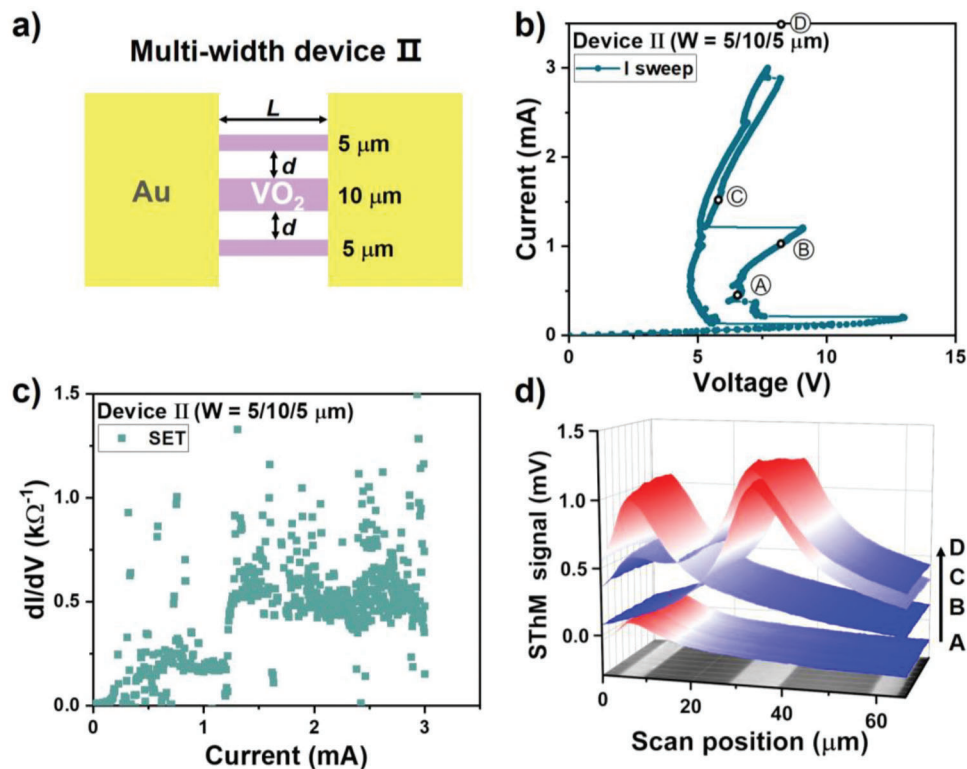 a)
Multi-width device II
L
5 μm
d
Au
VO₂
10 μm
d
5 μm
b)
Device II (W = 5/10/5 μm)
I sweep
D
C
B
A
3
2
1
0
Current (mA)
0
5
10
15
Voltage (V)
c)
Device II (W = 5/10/5 μm)
SET
1.5
1.0
0.5
0.0
dI/dV (kΩ⁻¹)
0
1
2
3
Current (mA)
d)
1.5
1.0
0.5
0.0
SThM signal (mV)
D
C
B
A
0
20
40
60
Scan position (μm)